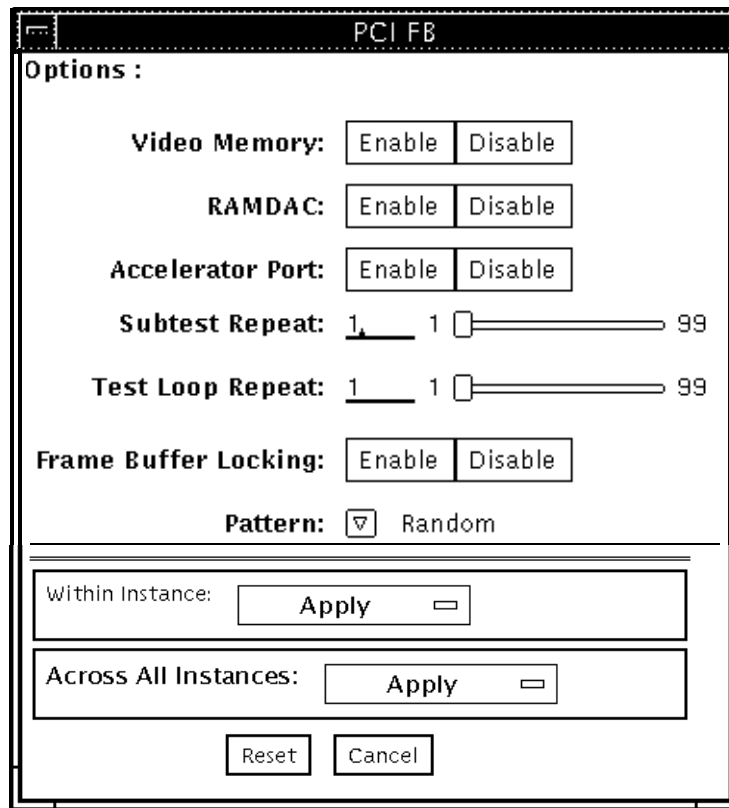 PCI FB
Options :
Video Memory: Enable Disable
RAMDAC: Enable Disable
Accelerator Port: Enable Disable
Subtest Repeat: 1 1 99
Test Loop Repeat: 1 1 99
Frame Buffer Locking: Enable Disable
Pattern: Random
Within Instance: Apply
Across All Instances: Apply
Reset Cancel